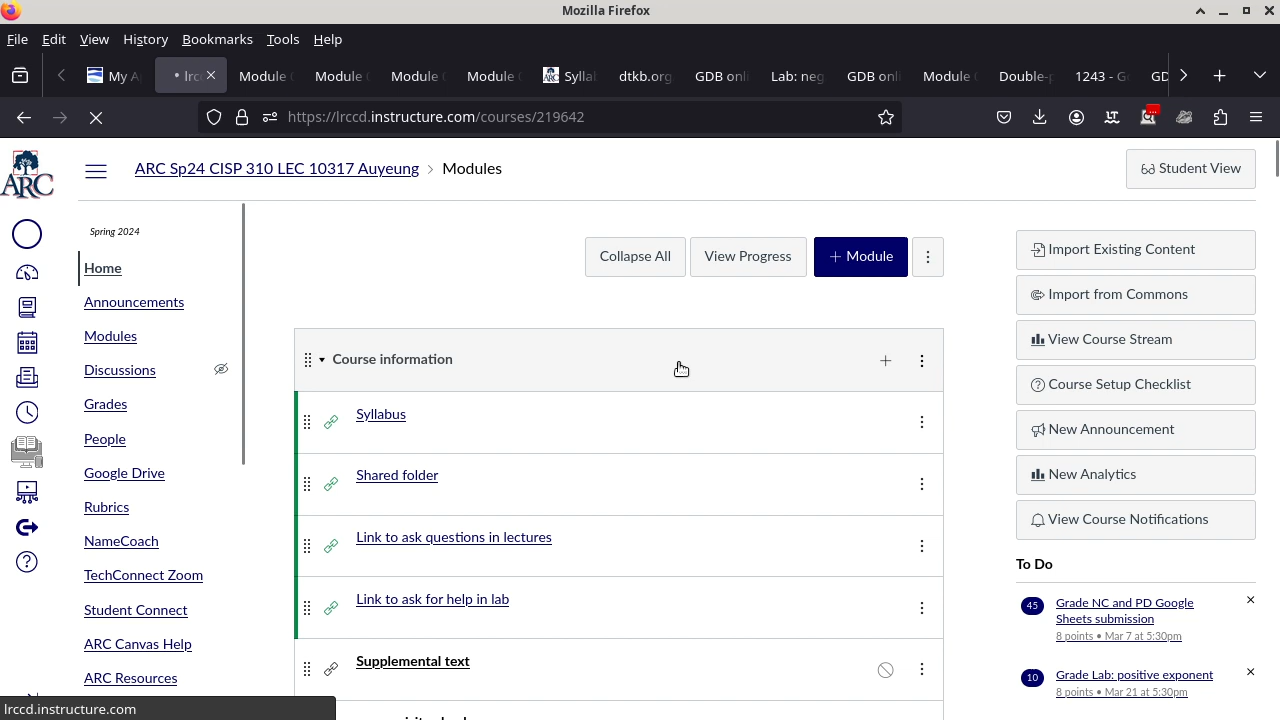 Mozilla Firefox
File Edit View History Bookmarks Tools Help
My A lrcc Module Module Module Module Sylla dtkb.org GDB onl Lab: neg GDB onl Module Double-p 1243 - G GD
https://lrccd.instructure.com/courses/219642
ARC
ARC Sp24 CISP 310 LEC 10317 Auyeung > Modules
Student View
Spring 2024
Home
Announcements
Modules
Discussions
Grades
People
Google Drive
Rubrics
NameCoach
TechConnect Zoom
Student Connect
ARC Canvas Help
ARC Resources
Collapse All
View Progress
+ Module
Course information
Syllabus
Shared folder
Link to ask questions in lectures
Link to ask for help in lab
Supplemental text
Import Existing Content
Import from Commons
View Course Stream
Course Setup Checklist
New Announcement
New Analytics
View Course Notifications
To Do
45 Grade NC and PD Google
Sheets submission
8 points • Mar 7 at 5:30pm
10 Grade Lab: positive exponent
8 points • Mar 21 at 5:30pm
lrccd.instructure.com